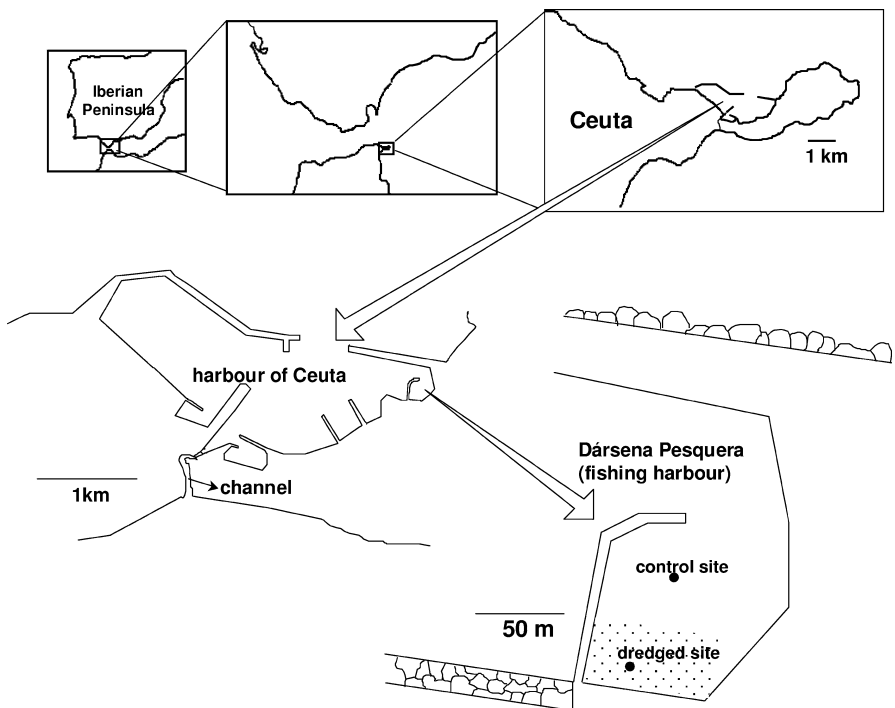 Iberian
Peninsula
Ceuta
1 km
harbour of Ceuta
1km
channel
Dársena Pesquera
(fishing harbour)
control site
50 m
dredged site